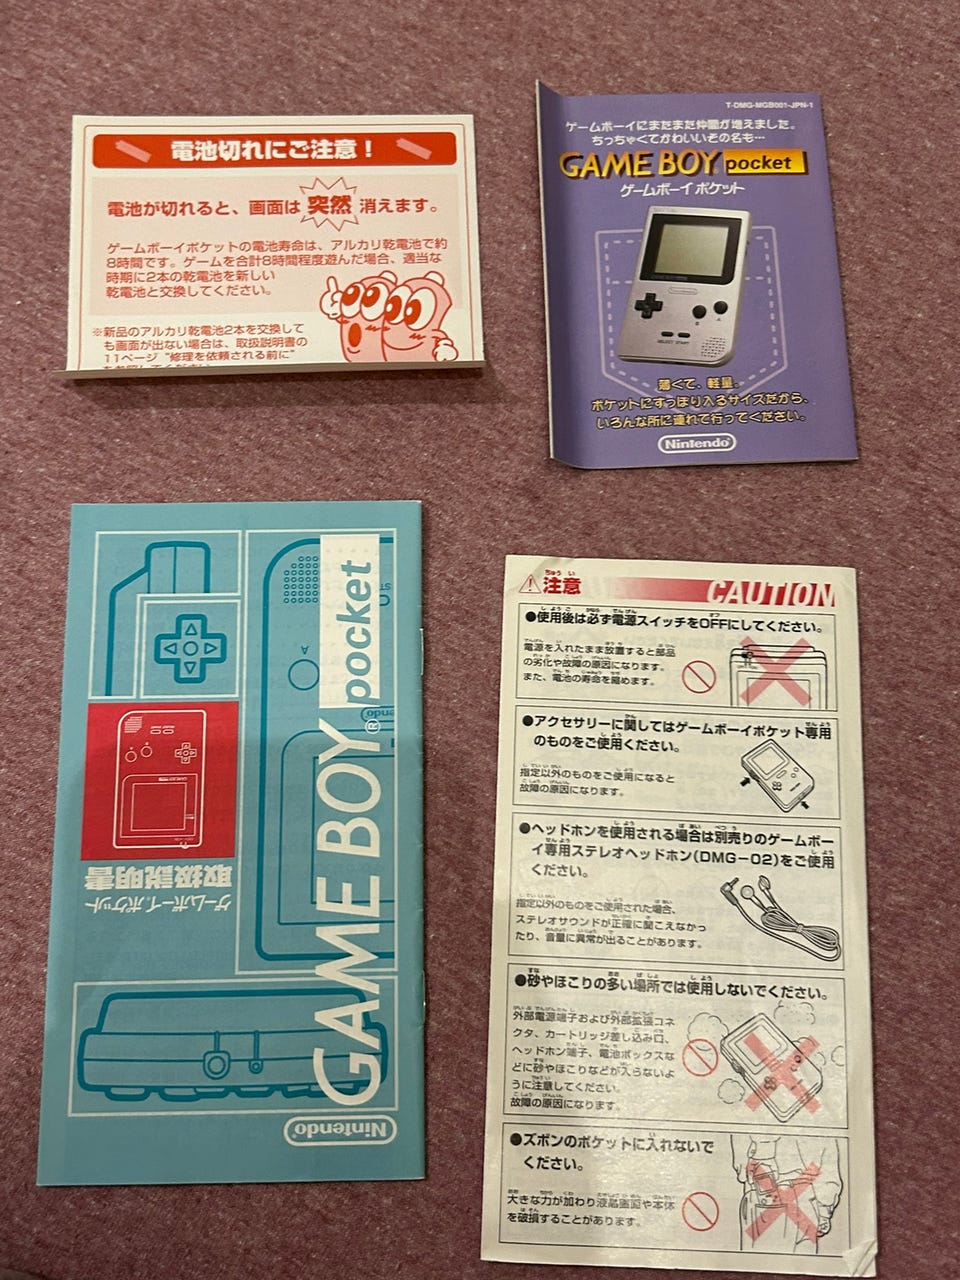 電池切れにご注意！
電池が切れると、画面は 突然 消えます。
ゲームボーイポケットの電池寿命は、アルカリ乾電池で約
8時間です。ゲームを合計8時間程度遊んだ場合、適当な
時期に2本の乾電池を新しい
乾電池と交換してください。
※新品のアルカリ乾電池2本を交換して
も画面が出ない場合は、取扱説明書の
11ページ“修理を依頼される前に”
T-DMG-MGB001-JPN-1
ゲームボーイにまたまた仲間が増えました。
ちっちゃくてかわいいその名も…
GAME BOY pocket
ゲームボーイ ポケット
Nintendo
SELECT START
B
A
薄くて、軽量。
ポケットにすっぽり入るサイズだから、
いろんな所に連れて行ってください。
Nintendo
GAME BOY® pocket
A
ST
Nintendo
取扱説明書
ゲームボーイポケット
Nintendo
注意
ちゅう い
CAUTION
●使用後は必ず電源スイッチをOFFにしてください。
電源を入れたまま放置すると部品
の劣化や故障の原因になります。
また、電池の寿命を縮めます。
●アクセサリーに関してはゲームボーイポケット専用
のものをご使用ください。
指定以外のものをご使用になると
故障の原因になります。
●ヘッドホンを使用される場合は別売りのゲームボー
イ専用ステレオヘッドホン(DMG-02)をご使用
ください。
指定以外のものをご使用された場合、
ステレオサウンドが正確に聞こえなかっ
たり、音量に異常が出ることがあります。
●砂やほこりの多い場所では使用しないでください。
外部電源端子および外部拡張コネ
クタ、カートリッジ差し込み口、
ヘッドホン端子、電池ボックスな
どに砂やほこりなどが入らないよ
うに注意してください。
故障の原因になります。
●ズボンのポケットに入れないで
ください。
大きな力が加わり液晶画面や本体
を破損することがあります。